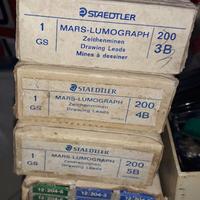 STAEDTLER
1 MARS-LUMOGRAPH 200
GS Zeichenminen 3B
Drawing Leads
Mines à dessiner
STAEDTLER
1 MARS-LUMOGRAPH 200
GS Zeichenminen 4B
Drawing Leads
Mines à dessiner
STAEDTLER
1 MARS-LUMOGRAPH 200
GS Zeichenminen 5B
Drawing Leads
Mines à dessiner